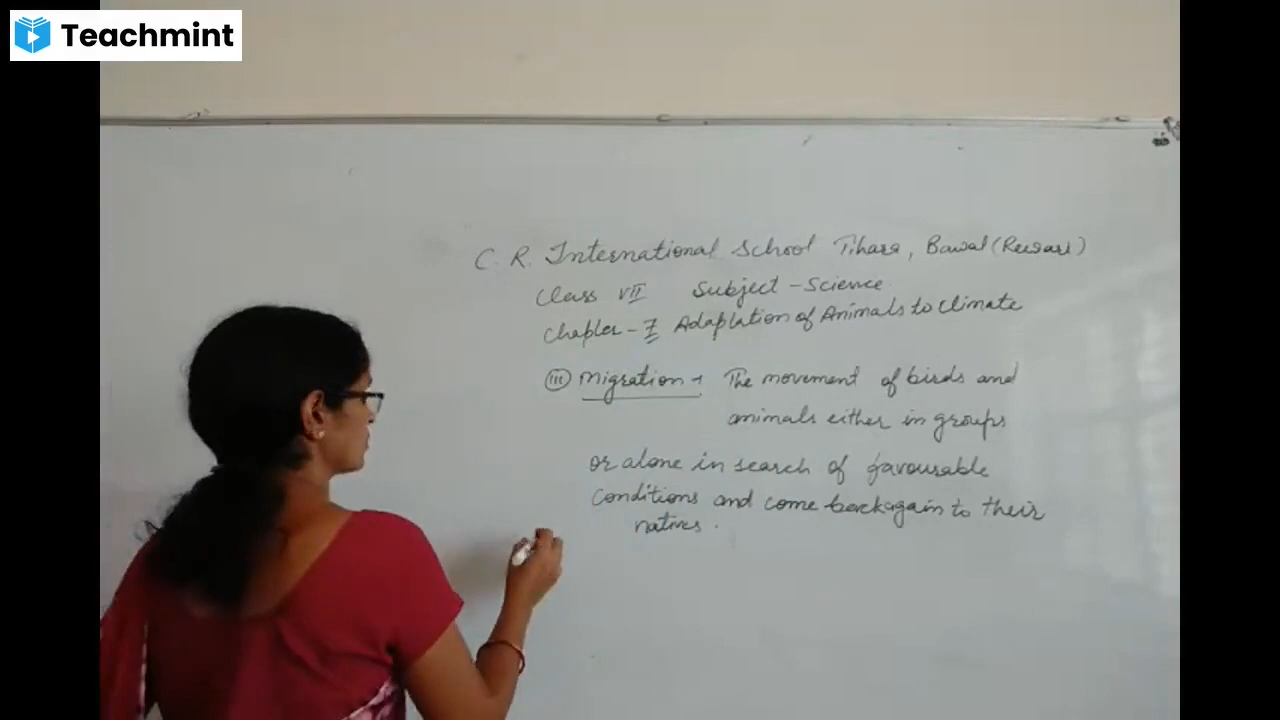 Teachmint
C. R. International School Tihara, Bawal (Rewari)
Class VII Subject - Science
Chapter - 7 Adaptation of Animals to Climate
(iii) Migration → The movement of birds and
animals either in groups
or alone in search of favourable
conditions and come back again to their
natives.